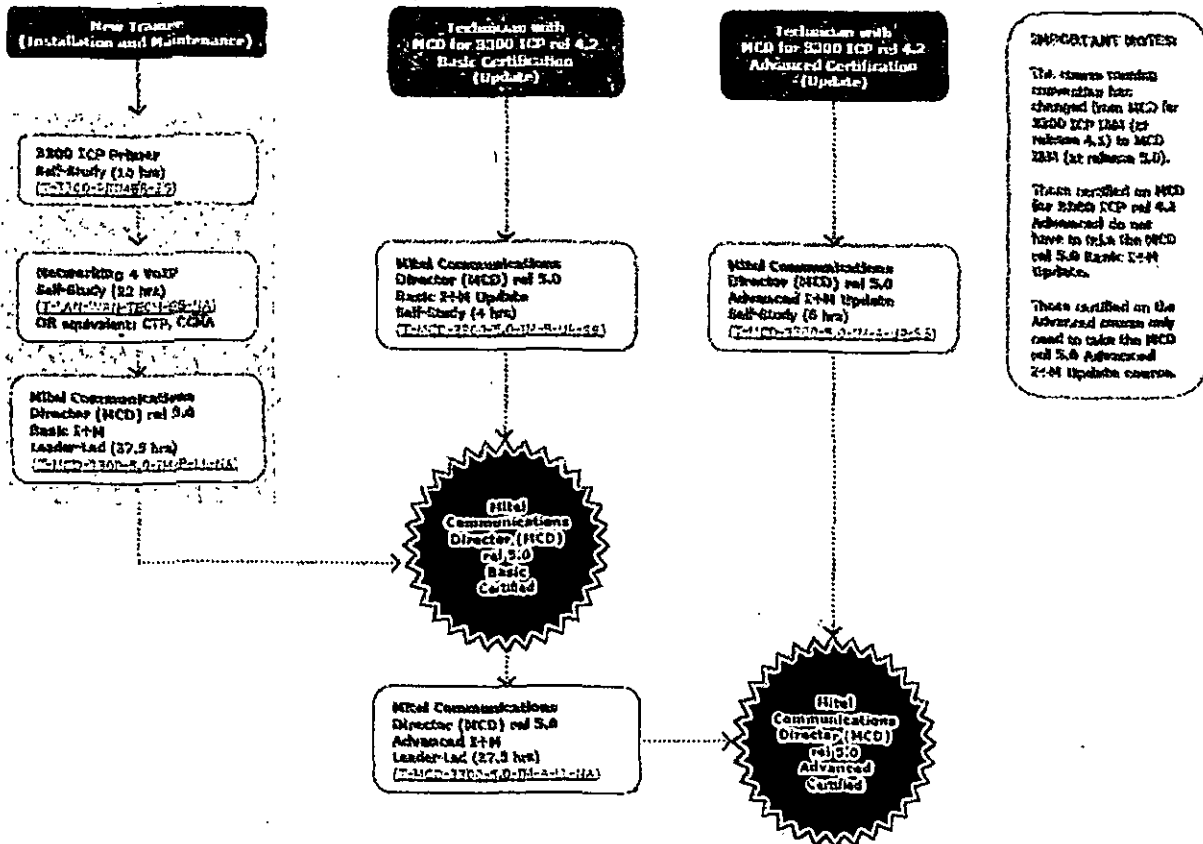 New Trainee
(Installation and Maintenance)
3300 ICP Primer
Self-Study (10 hrs)
Networking 4 VoIP
Self-Study (22 hrs)
OR equivalent: CTP, CCNA
Mitel Communications
Director (MCD) rel 5.0
Basic I+M
Leader-Led (37.5 hrs)
Technician with
MCD for 3300 ICP rel 4.2
Basic Certification
(Update)
Mitel Communications
Director (MCD) rel 5.0
Basic I+M Update
Self-Study (4 hrs)
Mitel
Communications
Director (MCD)
rel 5.0
Basic
Certified
Mitel Communications
Director (MCD) rel 5.0
Advanced I+M
Leader-Led
Technician with
MCD for 3300 ICP rel 4.2
Advanced Certification
(Update)
Mitel Communications
Director (MCD) rel 5.0
Advanced I+M Update
Self-Study
Mitel
Communications
Director (MCD)
rel 5.0
Advanced
Certified
IMPORTANT NOTES:
The course naming
convention has
changed from MCD for
3300 ICP I&M (at
release) to MCD
I&M (at release 5.0).
Those certified on MCD
for 3300 ICP rel 4.2
Advanced do not
have to take the MCD
rel 5.0 Basic I+M
Update.
Those certified on the
Advanced course only
need to take the MCD
rel 5.0 Advanced
I+M Update course.